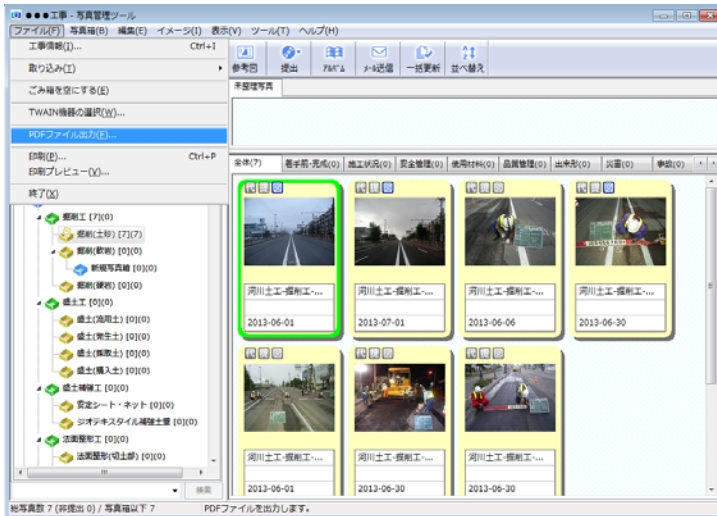 ●●●工事 - 写真管理ツール
ファイル(F) 写真箱(B) 編集(E) イメージ(I) 表示(V) ツール(T) ヘルプ(H)
工事情報(I)... Ctrl+I
取り込み(T)
ごみ箱を空にする(E)
TWAIN機器の選択(W)...
PDFファイル出力(F)...
印刷(P)... Ctrl+P
印刷プレビュー(V)...
終了(X)
参考図 提出 アルバム メール送信 一括更新 並べ替え
未整理写真
全体(7) 着手前・完成(0) 施工状況(0) 安全管理(0) 使用材料(0) 品質管理(0) 出来形(0) 災害(0) 事故(0)
掘削工 [7](0)
掘削(土砂) [7](7)
掘削(軟岩) [0](0)
新規写真箱 [0](0)
掘削(硬岩) [0](0)
盛土工 [0](0)
盛土(流用土) [0](0)
盛土(発生土) [0](0)
盛土(採取土) [0](0)
盛土(購入土) [0](0)
盛土補強工 [0](0)
安定シート・ネット [0](0)
ジオテキスタイル補強土壁 [0](0)
法面整形工 [0](0)
法面整形(切土部) [0](0)
検索
代 提
河川土工-掘削工-...
2013-06-01
代 提
河川土工-掘削工-...
2013-07-01
代 提
河川土工-掘削工-...
2013-06-06
代 提
河川土工-掘削工-...
2013-06-30
代 提
河川土工-掘削工-...
2013-06-01
代 提
河川土工-掘削工-...
2013-06-30
代 提
河川土工-掘削工-...
2013-06-30
総写真数 7 (非提出 0) / 写真箱以下 7 PDFファイルを出力します。